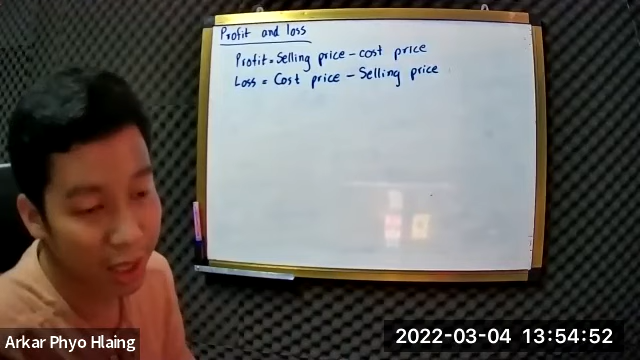 Profit and loss
Profit = Selling price - cost price
Loss = Cost price - Selling price
Arkar Phyo Hlaing
2022-03-04 13:54:52